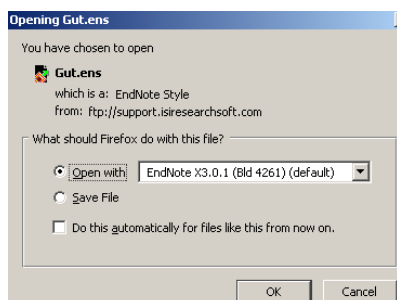 Opening Gut.ens
You have chosen to open
Gut.ens
which is a: EndNote Style
from: ftp://support.isiresearchsoft.com
What should Firefox do with this file?
Open with EndNote X3.0.1 (Bld 4261) (default)
Save File
Do this automatically for files like this from now on.
OK Cancel